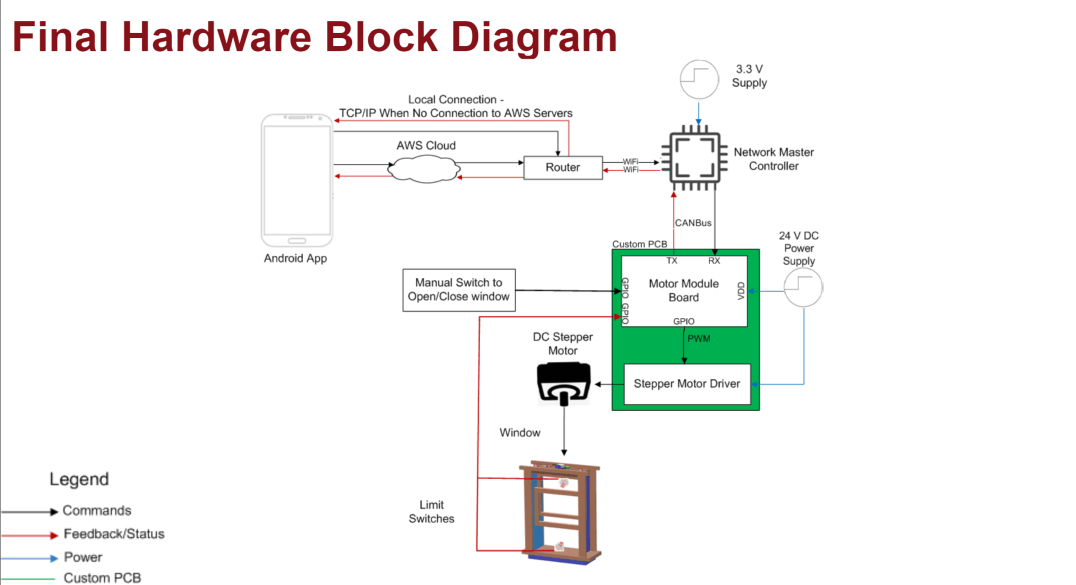 Final Hardware Block Diagram
3.3 V
Supply
Local Connection -
TCP/IP When No Connection to AWS Servers
AWS Cloud
Router
WiFi
WiFi
Network Master
Controller
Android App
CANBus
24 V DC
Power
Supply
Custom PCB
TX
RX
Manual Switch to
Open/Close window
GPIO
GPIO
Motor Module
Board
VDD
GPIO
PWM
DC Stepper
Motor
Stepper Motor Driver
Window
Limit
Switches
Legend
Commands
Feedback/Status
Power
Custom PCB